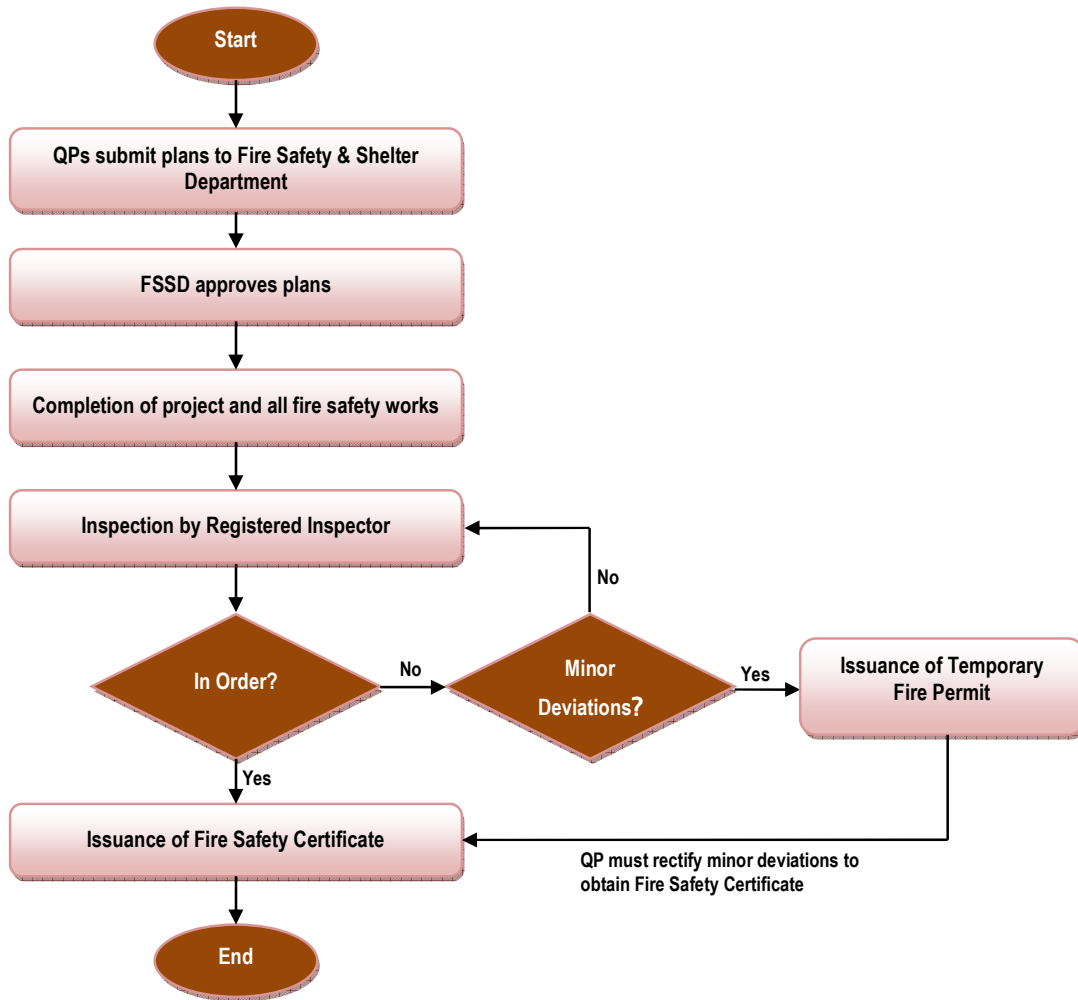 Start
QPs submit plans to Fire Safety & Shelter
Department
FSSD approves plans
Completion of project and all fire safety works
Inspection by Registered Inspector
No
In Order?
No
Minor
Deviations?
Yes
Issuance of Temporary
Fire Permit
Yes
Issuance of Fire Safety Certificate
QP must rectify minor deviations to
obtain Fire Safety Certificate
End